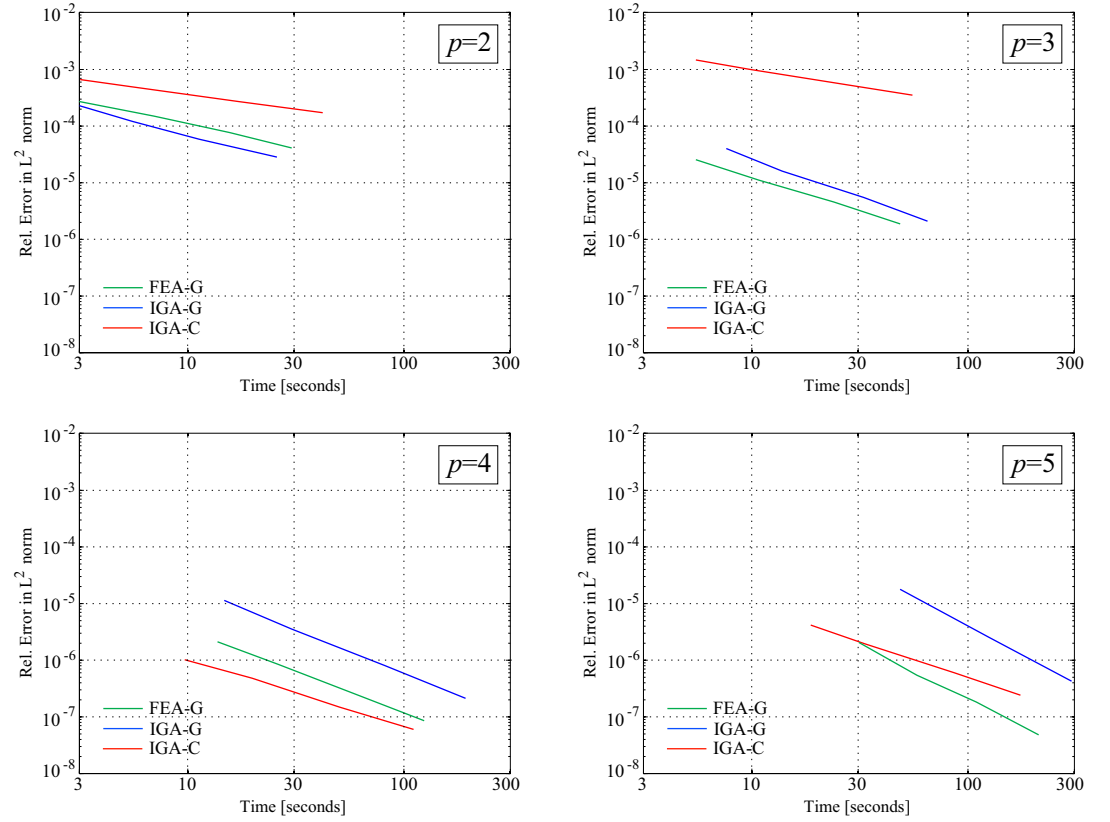 p=2
10^-2
10^-3
10^-4
10^-5
10^-6
10^-7
10^-8
Rel. Error in L^2 norm
FEA-G
IGA-G
IGA-C
3 10 30 100 300
Time [seconds]
p=3
10^-2
10^-3
10^-4
10^-5
10^-6
10^-7
10^-8
Rel. Error in L^2 norm
FEA-G
IGA-G
IGA-C
3 10 30 100 300
Time [seconds]
p=4
10^-2
10^-3
10^-4
10^-5
10^-6
10^-7
10^-8
Rel. Error in L^2 norm
FEA-G
IGA-G
IGA-C
3 10 30 100 300
Time [seconds]
p=5
10^-2
10^-3
10^-4
10^-5
10^-6
10^-7
10^-8
Rel. Error in L^2 norm
FEA-G
IGA-G
IGA-C
3 10 30 100 300
Time [seconds]